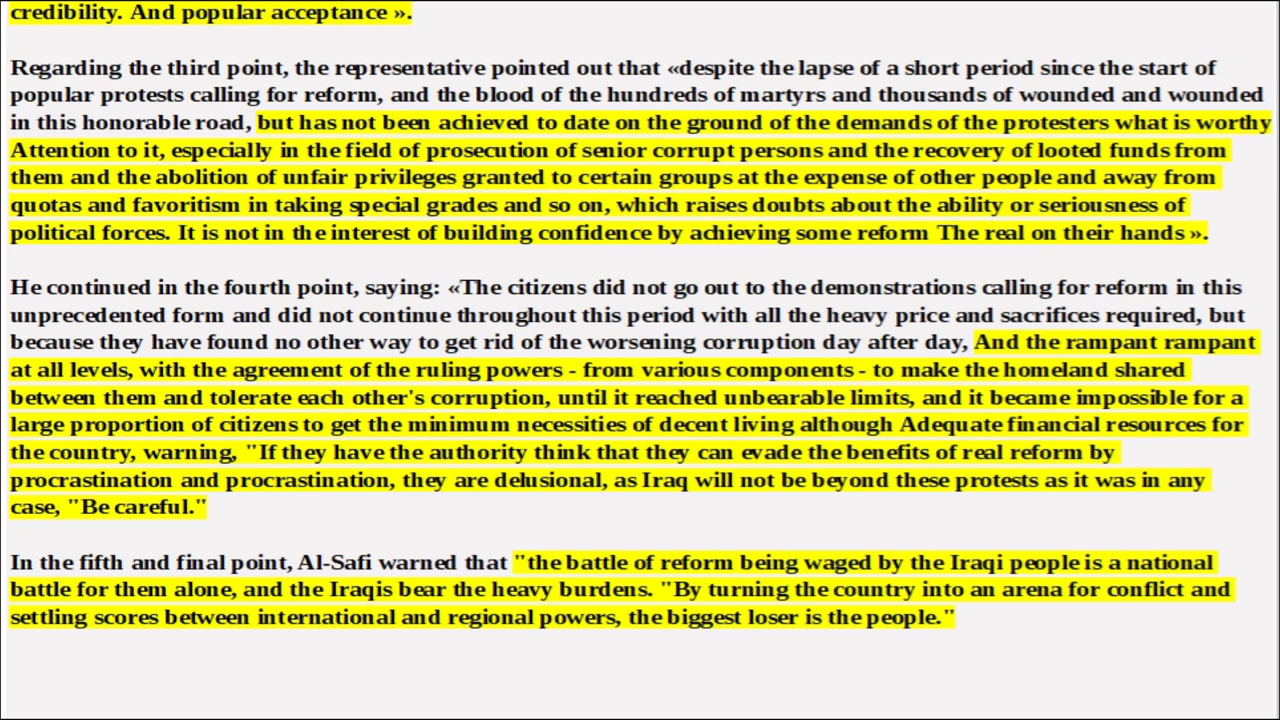 credibility. And popular acceptance ».
Regarding the third point, the representative pointed out that «despite the lapse of a short period since the start of
popular protests calling for reform, and the blood of the hundreds of martyrs and thousands of wounded and wounded
in this honorable road, but has not been achieved to date on the ground of the demands of the protesters what is worthy
Attention to it, especially in the field of prosecution of senior corrupt persons and the recovery of looted funds from
them and the abolition of unfair privileges granted to certain groups at the expense of other people and away from
quotas and favoritism in taking special grades and so on, which raises doubts about the ability or seriousness of
political forces. It is not in the interest of building confidence by achieving some reform The real on their hands ».
He continued in the fourth point, saying: «The citizens did not go out to the demonstrations calling for reform in this
unprecedented form and did not continue throughout this period with all the heavy price and sacrifices required, but
because they have found no other way to get rid of the worsening corruption day after day, And the rampant rampant
at all levels, with the agreement of the ruling powers - from various components - to make the homeland shared
between them and tolerate each other's corruption, until it reached unbearable limits, and it became impossible for a
large proportion of citizens to get the minimum necessities of decent living although Adequate financial resources for
the country, warning, "If they have the authority think that they can evade the benefits of real reform by
procrastination and procrastination, they are delusional, as Iraq will not be beyond these protests as it was in any
case, "Be careful."
In the fifth and final point, Al-Safi warned that "the battle of reform being waged by the Iraqi people is a national
battle for them alone, and the Iraqis bear the heavy burdens. "By turning the country into an arena for conflict and
settling scores between international and regional powers, the biggest loser is the people."